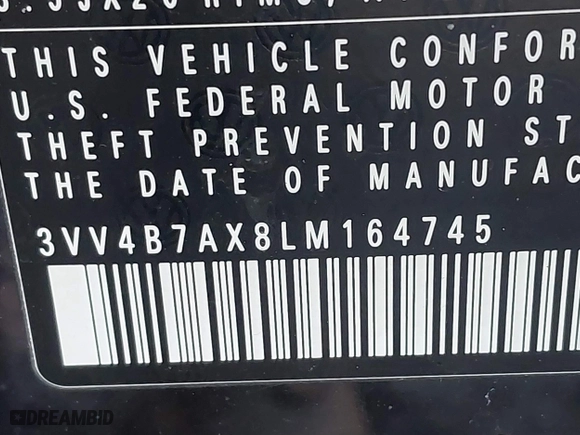 THIS VEHICLE CONFOR
U.S. FEDERAL MOTOR
THEFT PREVENTION ST
THE DATE OF MANUFAC
3VV4B7AX8LM164745
DREAMBID